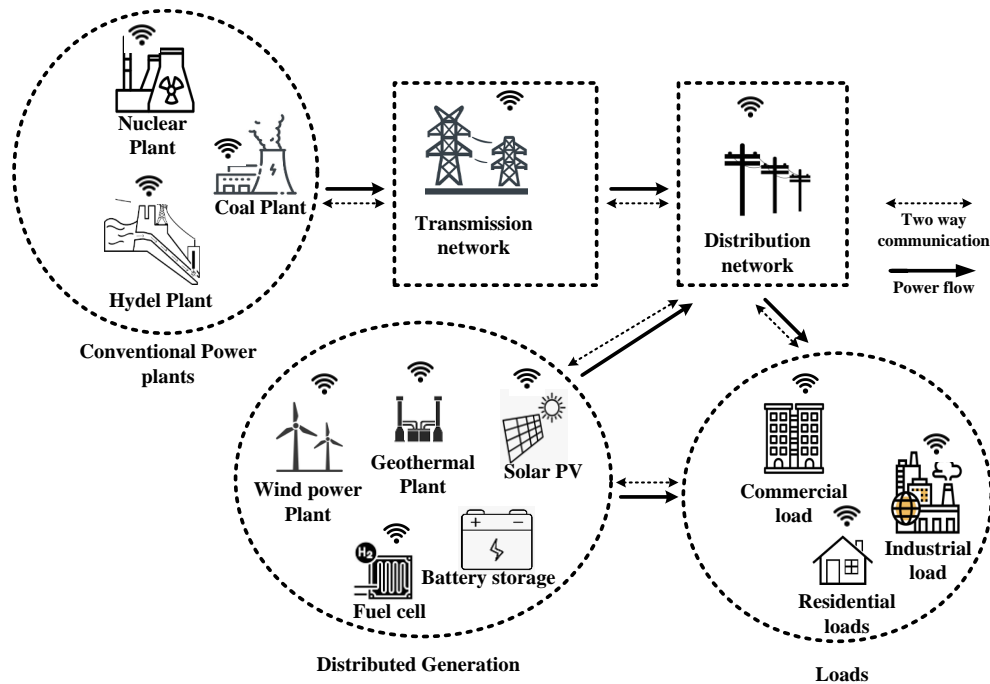 Nuclear
Plant
Coal Plant
Hydel Plant
Conventional Power
plants
Transmission
network
Distribution
network
Two way
communication
Power flow
Wind power
Plant
Geothermal
Plant
Solar PV
+ −
Battery storage
H2
Fuel cell
Distributed Generation
Commercial
load
Industrial
load
Residential
loads
Loads